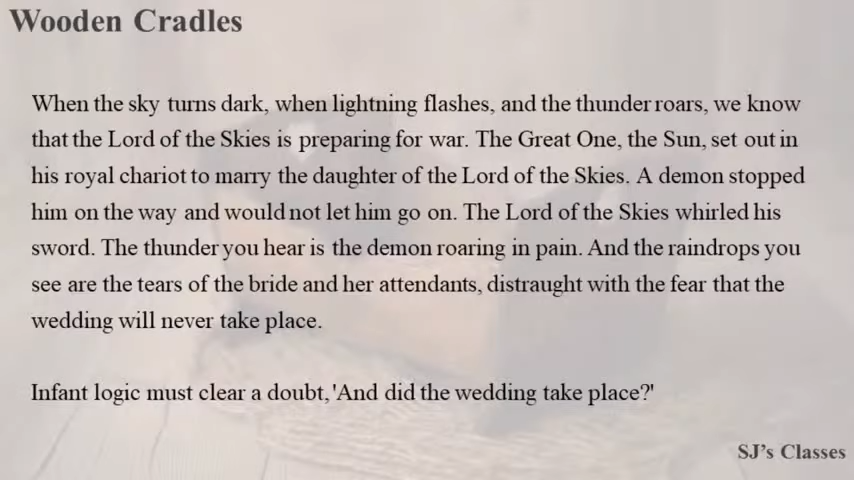 Wooden Cradles
When the sky turns dark, when lightning flashes, and the thunder roars, we know
that the Lord of the Skies is preparing for war. The Great One, the Sun, set out in
his royal chariot to marry the daughter of the Lord of the Skies. A demon stopped
him on the way and would not let him go on. The Lord of the Skies whirled his
sword. The thunder you hear is the demon roaring in pain. And the raindrops you
see are the tears of the bride and her attendants, distraught with the fear that the
wedding will never take place.
Infant logic must clear a doubt, 'And did the wedding take place?'
SJ's Classes